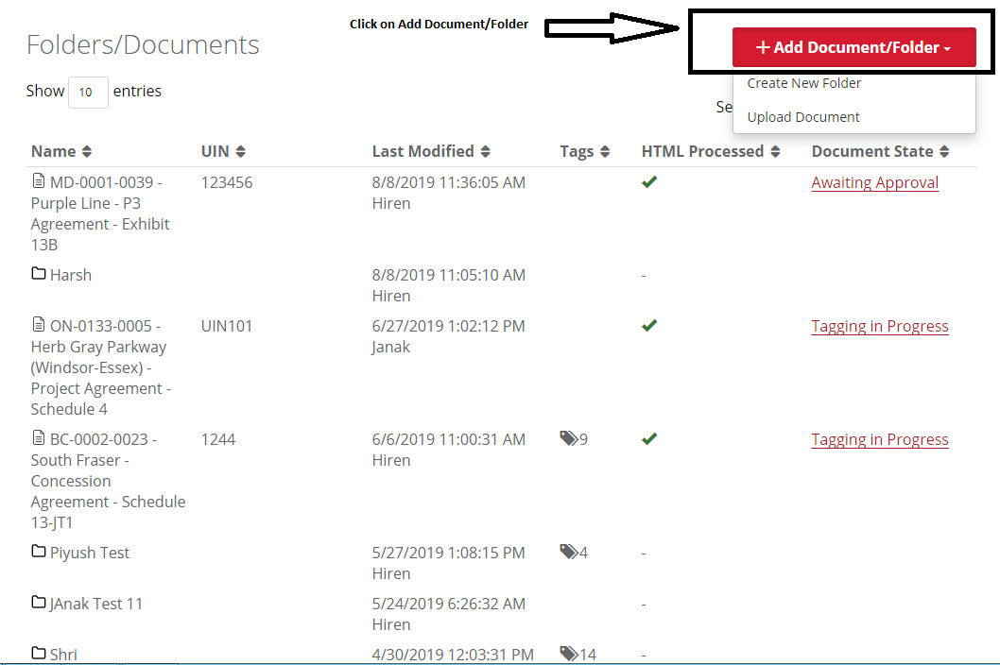 Click on Add Document/Folder
+ Add Document/Folder
Folders/Documents
Create New Folder
Show 10 entries
Se
Upload Document
Name UIN Last Modified Tags HTML Processed Document State
MD-0001-0039 - 123456 8/8/2019 11:36:05 AM Awaiting Approval
Purple Line - P3 Hiren
Agreement - Exhibit
13B
Harsh 8/8/2019 11:05:10 AM -
Hiren
ON-0133-0005 - UIN101 6/27/2019 1:02:12 PM Tagging in Progress
Herb Gray Parkway Janak
(Windsor-Essex) -
Project Agreement -
Schedule 4
BC-0002-0023 - 1244 6/6/2019 11:00:31 AM 9 Tagging in Progress
South Fraser - Hiren
Concession
Agreement - Schedule
13-JT1
Piyush Test 5/27/2019 1:08:15 PM 4 -
Hiren
JAnak Test 11 5/24/2019 6:26:32 AM -
Hiren
Shri 4/30/2019 12:03:31 PM 14 -